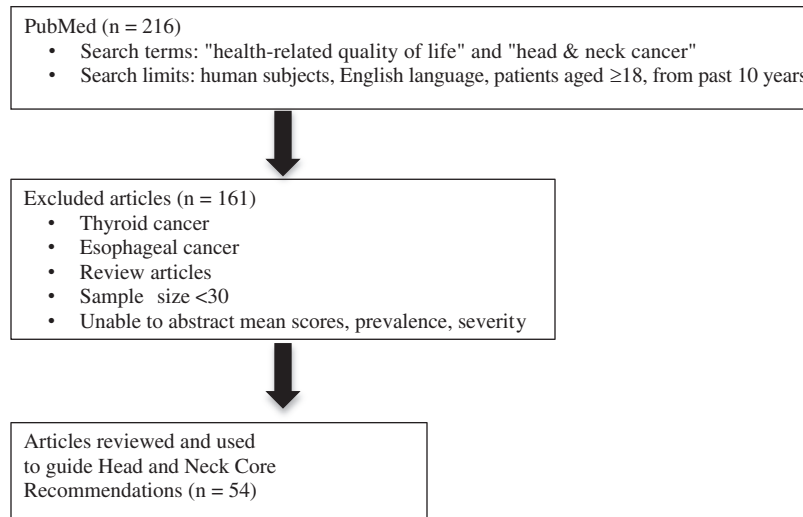 PubMed (n = 216)
• Search terms: "health-related quality of life" and "head & neck cancer"
• Search limits: human subjects, English language, patients aged ≥18, from past 10 years
Excluded articles (n = 161)
• Thyroid cancer
• Esophageal cancer
• Review articles
• Sample size <30
• Unable to abstract mean scores, prevalence, severity
Articles reviewed and used
to guide Head and Neck Core
Recommendations (n = 54)